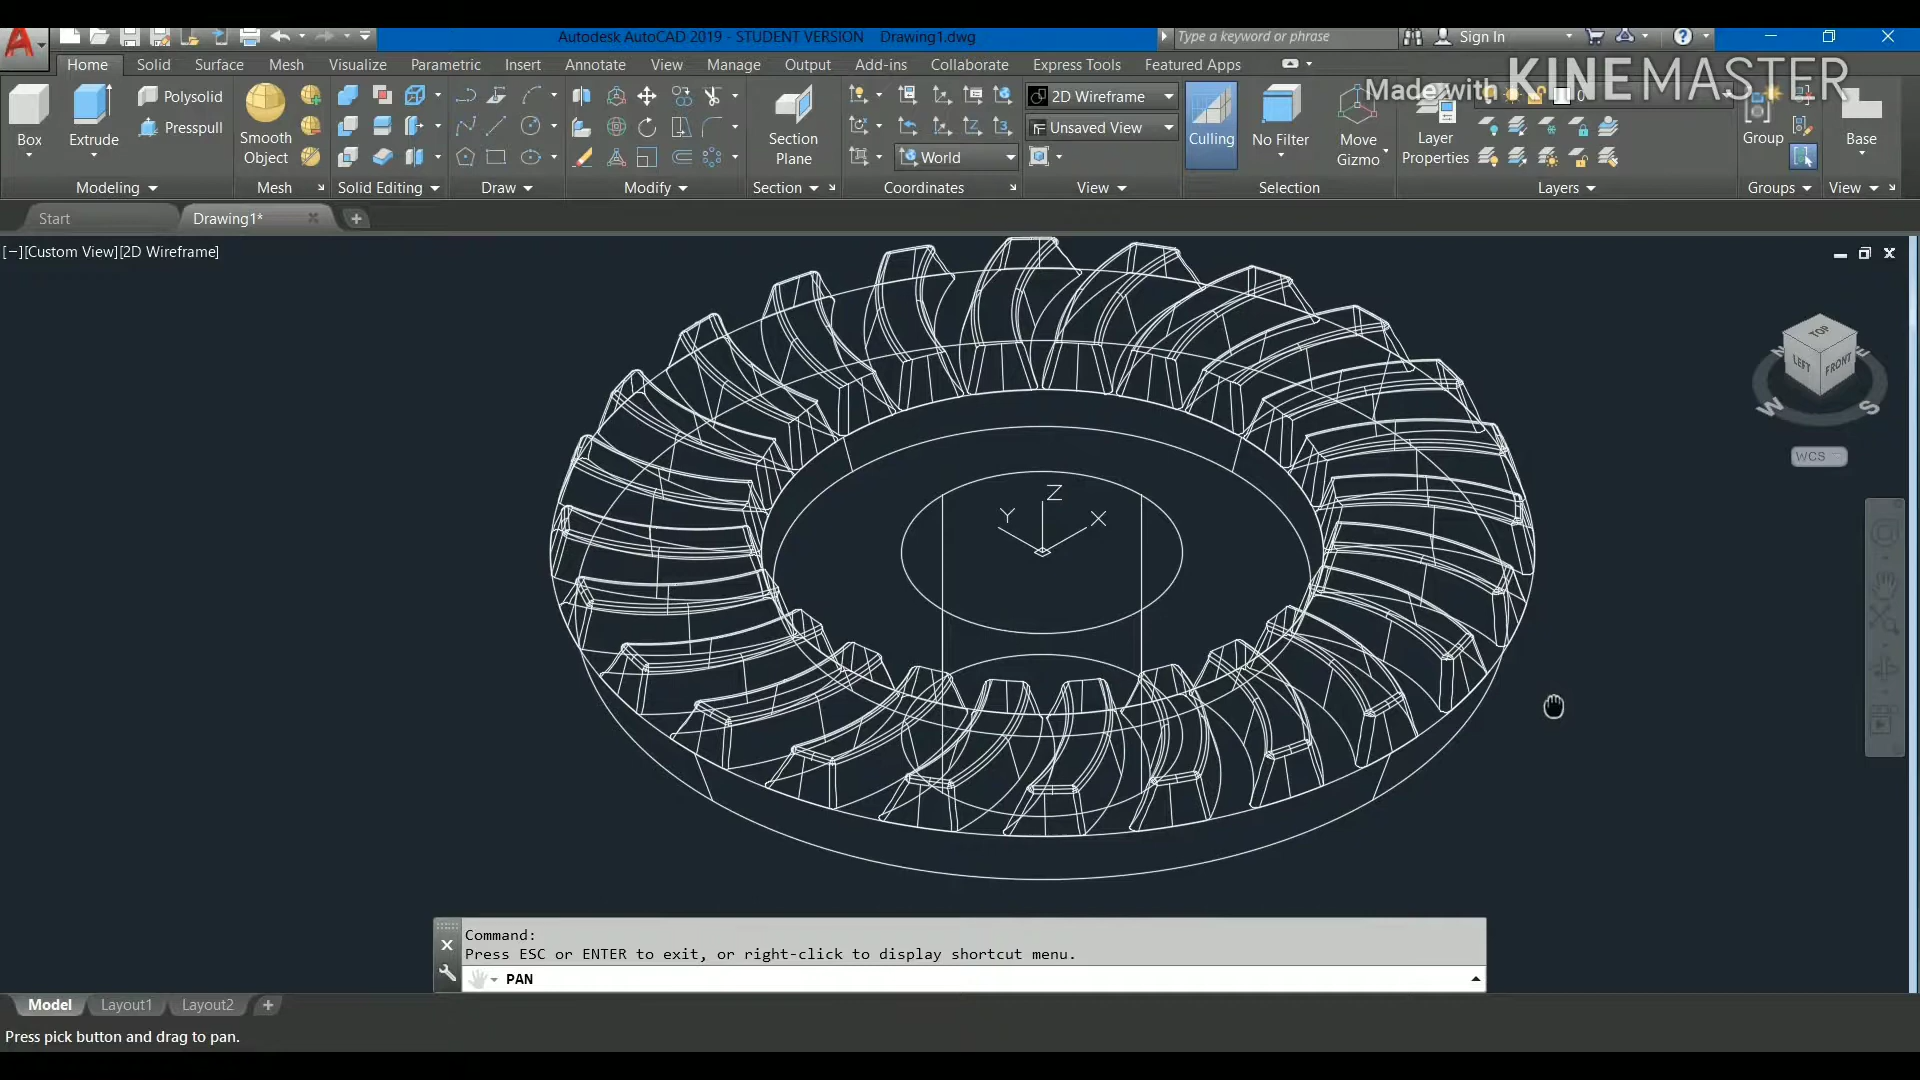 Autodesk AutoCAD 2019 - STUDENT VERSION Drawing1.dwg
Type a keyword or phrase
Sign In
Home Solid Surface Mesh Visualize Parametric Insert Annotate View Manage Output Add-ins Collaborate Express Tools Featured Apps
Made with KINEMASTER
Box
Extrude
Polysolid
Presspull
Smooth
Object
Section
Plane
2D Wireframe
Unsaved View
World
Culling
No Filter
Move
Gizmo
Layer
Properties
0
Group
Base
Modeling Mesh Solid Editing Draw Modify Section Coordinates View Selection Layers Groups View
Start Drawing1*
[−][Custom View][2D Wireframe]
TOP
LEFT FRONT
W S
WCS
Z
Y X
Command:
Press ESC or ENTER to exit, or right-click to display shortcut menu.
PAN
Model Layout1 Layout2
Press pick button and drag to pan.